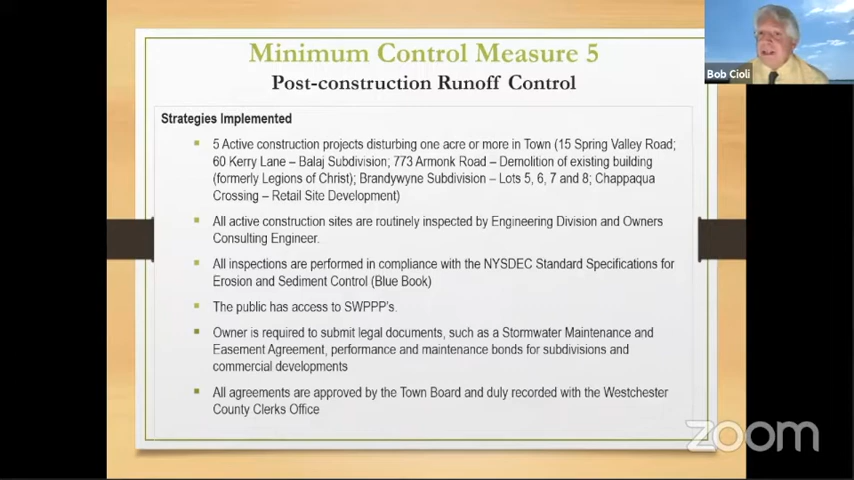 Minimum Control Measure 5
Post-construction Runoff Control
Bob Cioli
Strategies Implemented
5 Active construction projects disturbing one acre or more in Town (15 Spring Valley Road;
60 Kerry Lane – Balaj Subdivision; 773 Armonk Road – Demolition of existing building
(formerly Legions of Christ); Brandywyne Subdivision – Lots 5, 6, 7 and 8; Chappaqua
Crossing – Retail Site Development)
All active construction sites are routinely inspected by Engineering Division and Owners
Consulting Engineer.
All inspections are performed in compliance with the NYSDEC Standard Specifications for
Erosion and Sediment Control (Blue Book)
The public has access to SWPPP's.
Owner is required to submit legal documents, such as a Stormwater Maintenance and
Easement Agreement, performance and maintenance bonds for subdivisions and
commercial developments
All agreements are approved by the Town Board and duly recorded with the Westchester
County Clerks Office
zoom